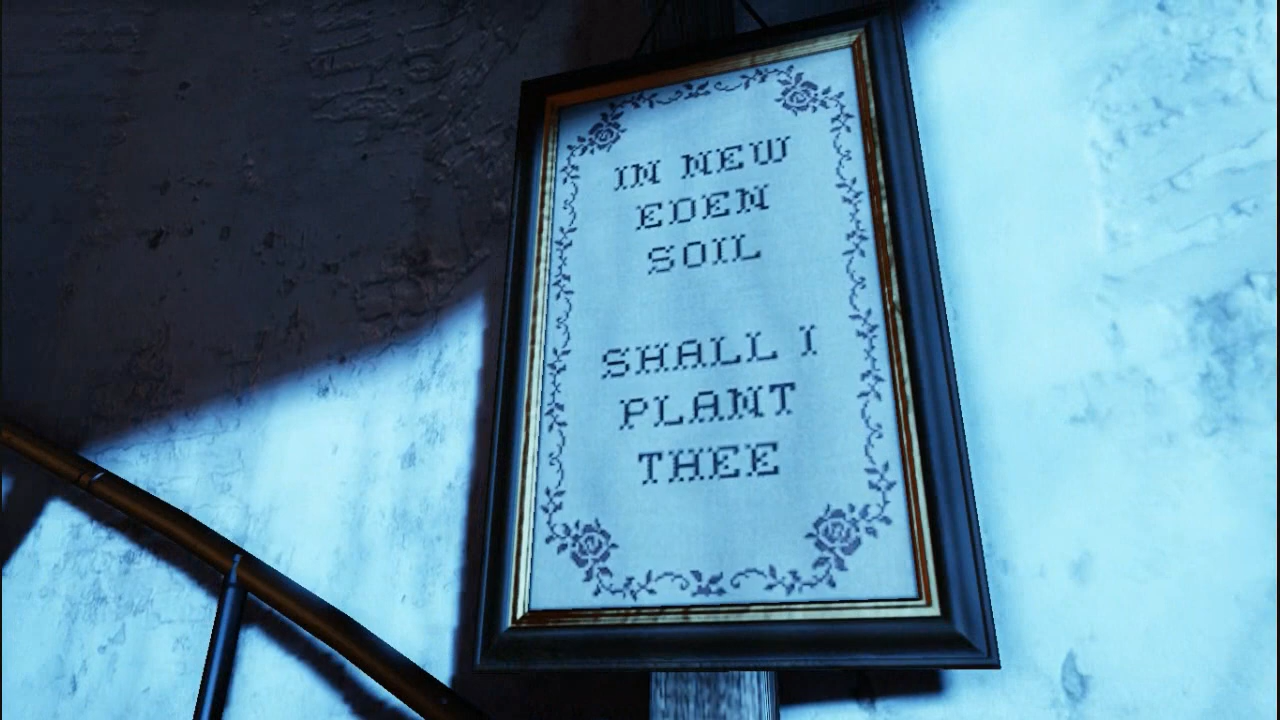 IN NEW
EDEN
SOIL
SHALL I
PLANT
THEE